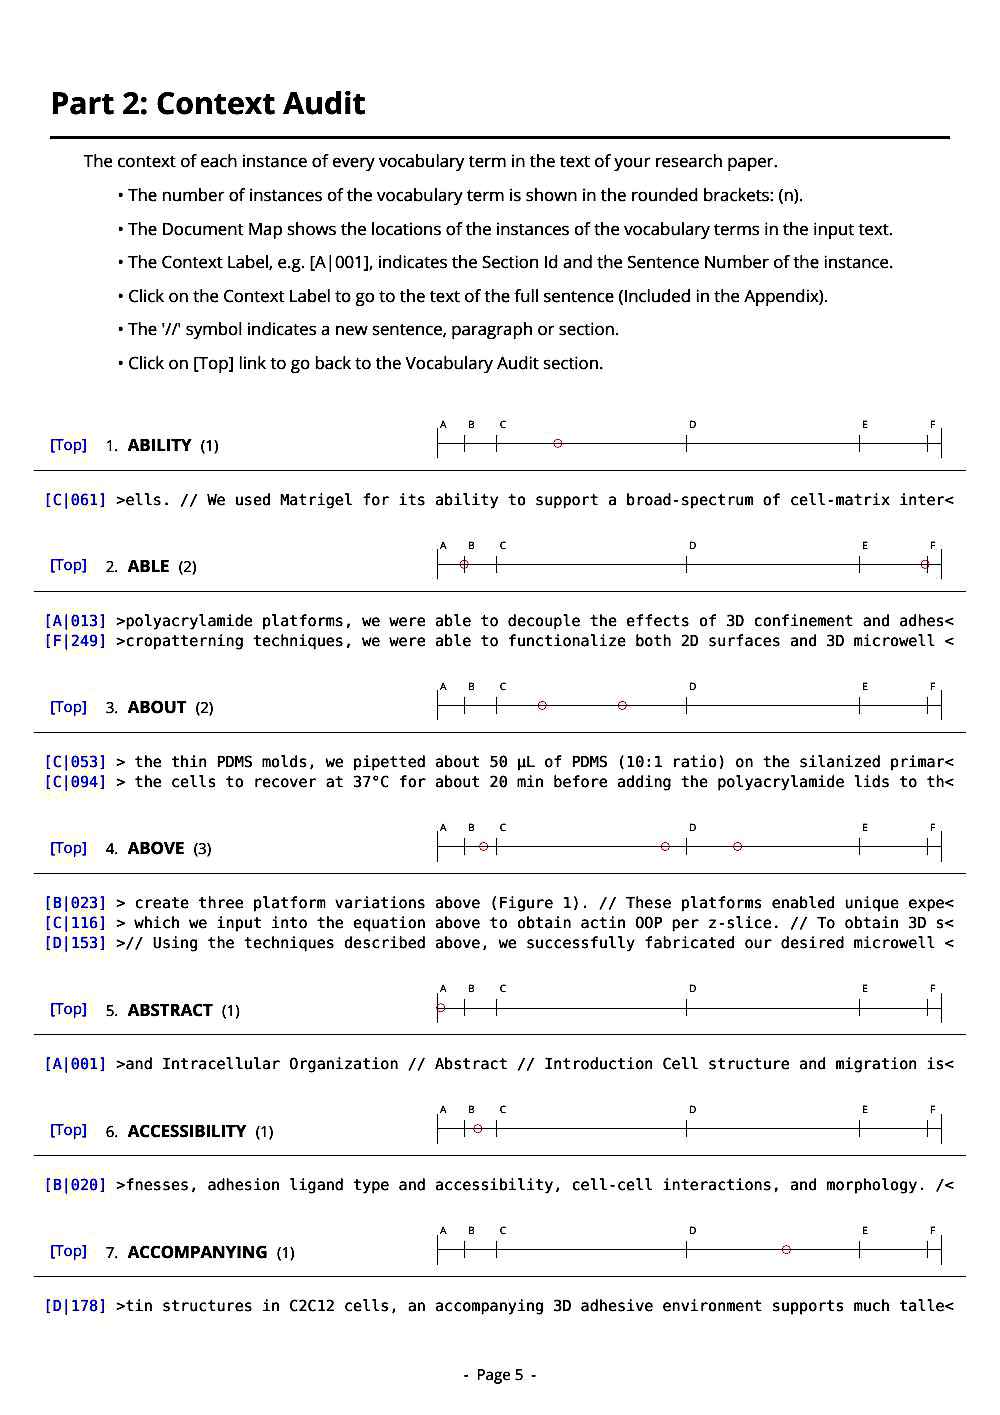 Part 2: Context Audit
The context of each instance of every vocabulary term in the text of your research paper.
• The number of instances of the vocabulary term is shown in the rounded brackets: (n).
• The Document Map shows the locations of the instances of the vocabulary terms in the input text.
• The Context Label, e.g. [A|001], indicates the Section Id and the Sentence Number of the instance.
• Click on the Context Label to go to the text of the full sentence (Included in the Appendix).
• The '//' symbol indicates a new sentence, paragraph or section.
• Click on [Top] link to go back to the Vocabulary Audit section.
A B C D E F
[Top] 1. ABILITY (1)
[C|061] >ells. // We used Matrigel for its ability to support a broad-spectrum of cell-matrix inter<
A B C D E F
[Top] 2. ABLE (2)
[A|013] >polyacrylamide platforms, we were able to decouple the effects of 3D confinement and adhes<
[F|249] >cropatterning techniques, we were able to functionalize both 2D surfaces and 3D microwell <
A B C D E F
[Top] 3. ABOUT (2)
[C|053] > the thin PDMS molds, we pipetted about 50 µL of PDMS (10:1 ratio) on the silanized primar<
[C|094] > the cells to recover at 37°C for about 20 min before adding the polyacrylamide lids to th<
A B C D E F
[Top] 4. ABOVE (3)
[B|023] > create three platform variations above (Figure 1). // These platforms enabled unique expe<
[C|116] > which we input into the equation above to obtain actin OOP per z-slice. // To obtain 3D s<
[D|153] >// Using the techniques described above, we successfully fabricated our desired microwell <
A B C D E F
[Top] 5. ABSTRACT (1)
[A|001] >and Intracellular Organization // Abstract // Introduction Cell structure and migration is<
A B C D E F
[Top] 6. ACCESSIBILITY (1)
[B|020] >fnesses, adhesion ligand type and accessibility, cell-cell interactions, and morphology. /<
A B C D E F
[Top] 7. ACCOMPANYING (1)
[D|178] >tin structures in C2C12 cells, an accompanying 3D adhesive environment supports much talle<
- Page 5 -